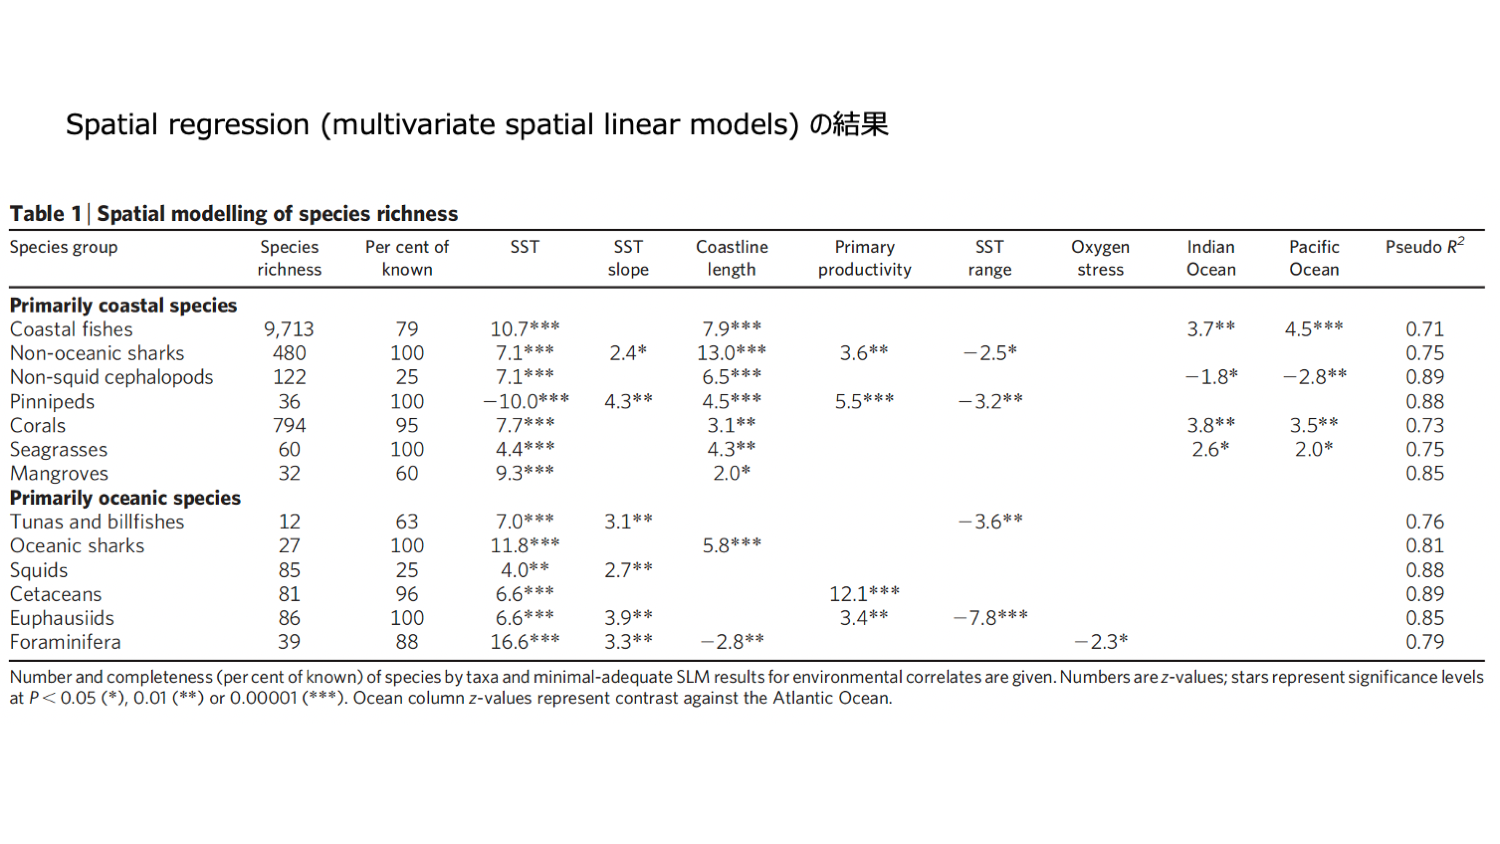 Spatial regression (multivariate spatial linear models) の結果
Table 1 | Spatial modelling of species richness
Species group Species richness Per cent of known SST SST slope Coastline length Primary productivity SST range Oxygen stress Indian Ocean Pacific Ocean Pseudo R2
Primarily coastal species
Coastal fishes 9,713 79 10.7*** 7.9*** 3.7** 4.5*** 0.71
Non-oceanic sharks 480 100 7.1*** 2.4* 13.0*** 3.6** −2.5* 0.75
Non-squid cephalopods 122 25 7.1*** 6.5*** −1.8* −2.8** 0.89
Pinnipeds 36 100 −10.0*** 4.3** 4.5*** 5.5*** −3.2** 0.88
Corals 794 95 7.7*** 3.1** 3.8** 3.5** 0.73
Seagrasses 60 100 4.4*** 4.3** 2.6* 2.0* 0.75
Mangroves 32 60 9.3*** 2.0* 0.85
Primarily oceanic species
Tunas and billfishes 12 63 7.0*** 3.1** −3.6** 0.76
Oceanic sharks 27 100 11.8*** 5.8*** 0.81
Squids 85 25 4.0** 2.7** 0.88
Cetaceans 81 96 6.6*** 12.1*** 0.89
Euphausiids 86 100 6.6*** 3.9** 3.4** −7.8*** 0.85
Foraminifera 39 88 16.6*** 3.3** −2.8** −2.3* 0.79
Number and completeness (per cent of known) of species by taxa and minimal-adequate SLM results for environmental correlates are given. Numbers are z-values; stars represent significance levels
at P < 0.05 (*), 0.01 (**) or 0.00001 (***). Ocean column z-values represent contrast against the Atlantic Ocean.